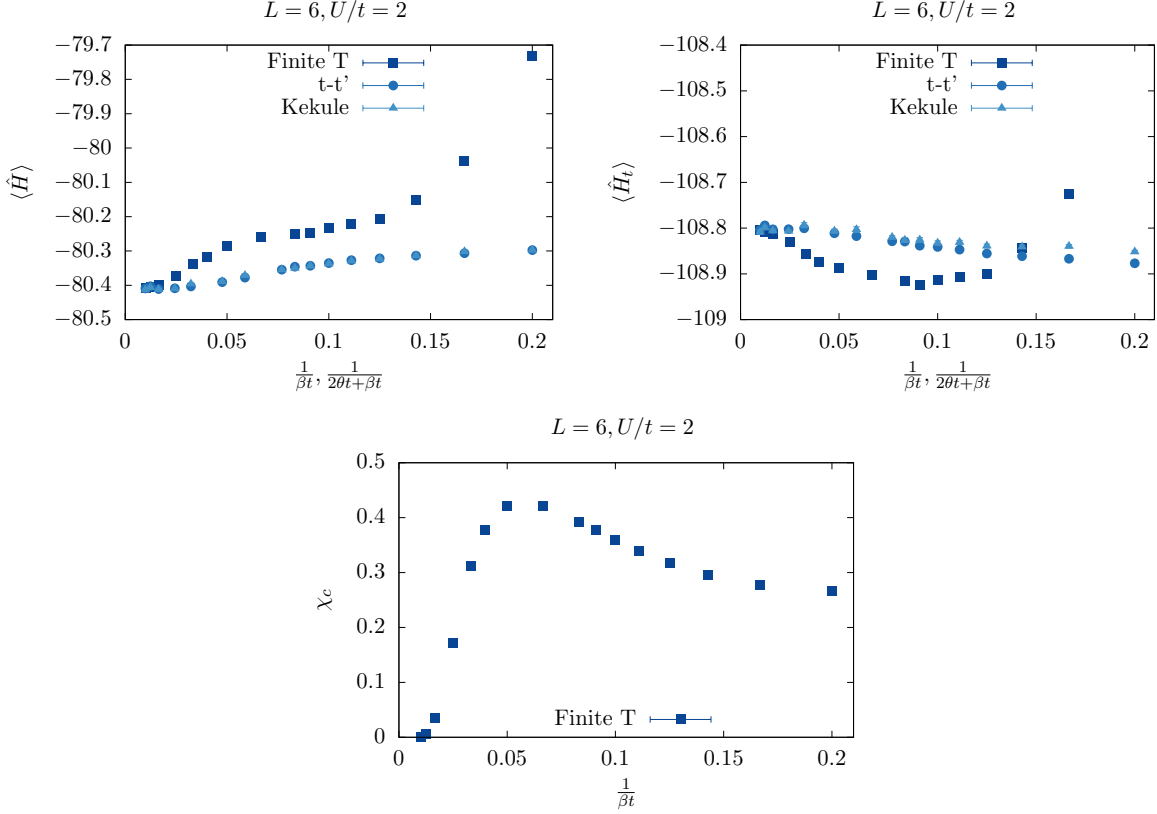 L = 6, U/t = 2
⟨Ĥ⟩
−79.7
−79.8
−79.9
−80
−80.1
−80.2
−80.3
−80.4
−80.5
Finite T
t-t'
Kekule
0 0.05 0.1 0.15 0.2
1/βt, 1/(2θt+βt)
L = 6, U/t = 2
⟨Ĥ_t⟩
−108.4
−108.5
−108.6
−108.7
−108.8
−108.9
−109
Finite T
t-t'
Kekule
0 0.05 0.1 0.15 0.2
1/βt, 1/(2θt+βt)
L = 6, U/t = 2
χ_c
0.5
0.4
0.3
0.2
0.1
0
Finite T
0 0.05 0.1 0.15 0.2
1/βt